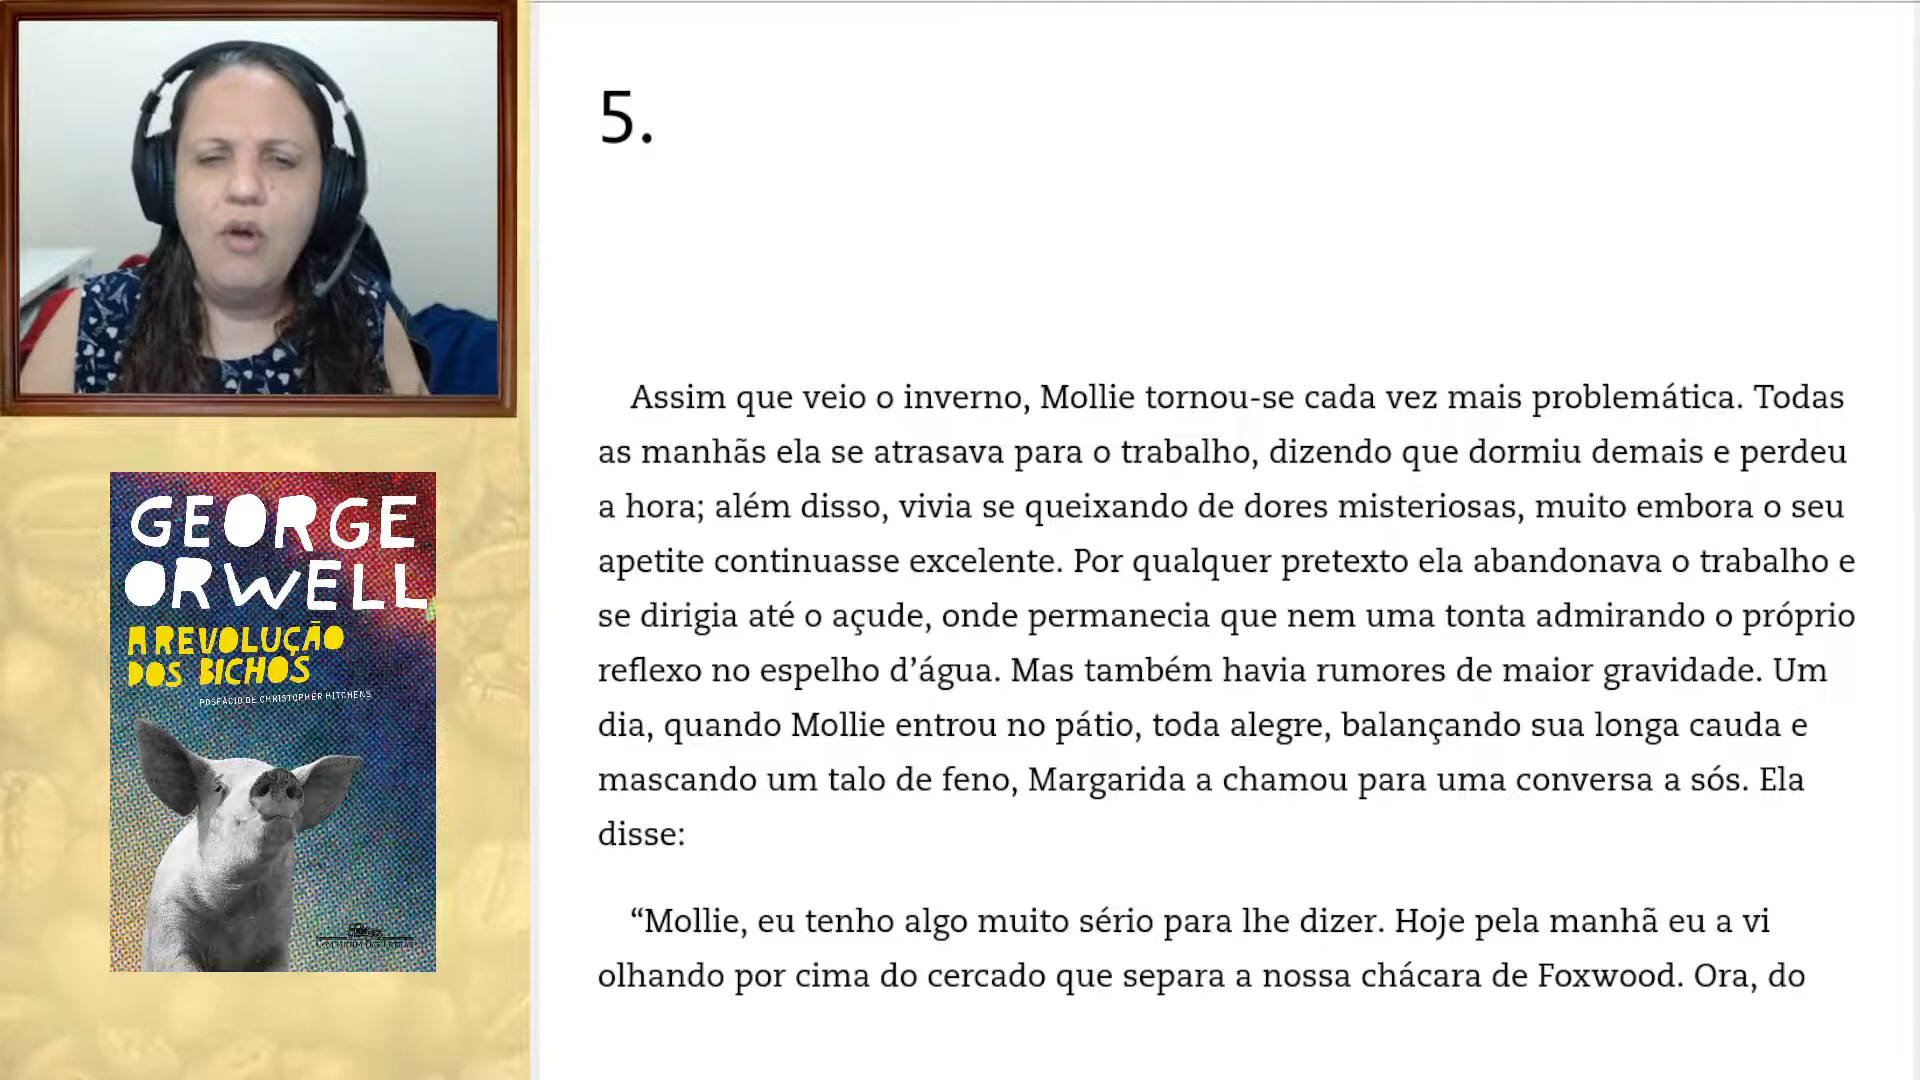 GEORGE
ORWELL
A REVOLUÇÃO
DOS BICHOS
POSFÁCIO DE CHRISTOPHER HITCHENS
COMPANHIA DAS LETRAS
5.
Assim que veio o inverno, Mollie tornou-se cada vez mais problemática. Todas
as manhãs ela se atrasava para o trabalho, dizendo que dormiu demais e perdeu
a hora; além disso, vivia se queixando de dores misteriosas, muito embora o seu
apetite continuasse excelente. Por qualquer pretexto ela abandonava o trabalho e
se dirigia até o açude, onde permanecia que nem uma tonta admirando o próprio
reflexo no espelho d’água. Mas também havia rumores de maior gravidade. Um
dia, quando Mollie entrou no pátio, toda alegre, balançando sua longa cauda e
mascando um talo de feno, Margarida a chamou para uma conversa a sós. Ela
disse:
“Mollie, eu tenho algo muito sério para lhe dizer. Hoje pela manhã eu a vi
olhando por cima do cercado que separa a nossa chácara de Foxwood. Ora, do